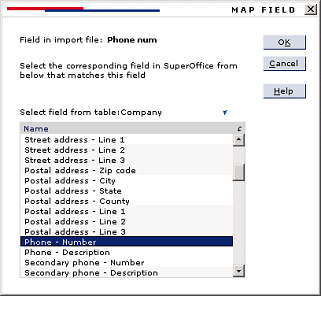 MAP FIELD
Field in import file: Phone num
OK
Select the corresponding field in SuperOffice from
below that matches this field
Cancel
Help
Select field from table:Company
Name
Street address - Line 1
Street address - Line 2
Street address - Line 3
Postal address - Zip code
Postal address - City
Postal address - State
Postal address - County
Postal address - Line 1
Postal address - Line 2
Postal address - Line 3
Phone - Number
Phone - Description
Secondary phone - Number
Secondary phone - Description